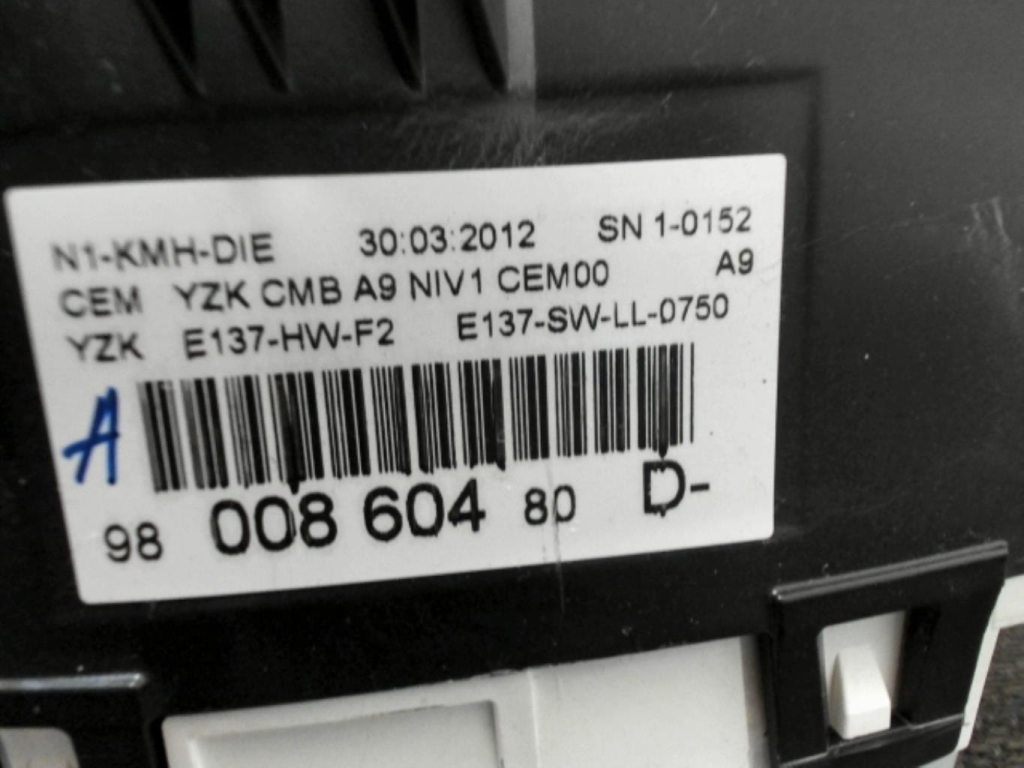 N1-KMH-DIE 30:03:2012 SN 1-0152
CEM YZK CMB A9 NIV1 CEM00 A9
YZK E137-HW-F2 E137-SW-LL-0750
A
98 008 604 80 D-